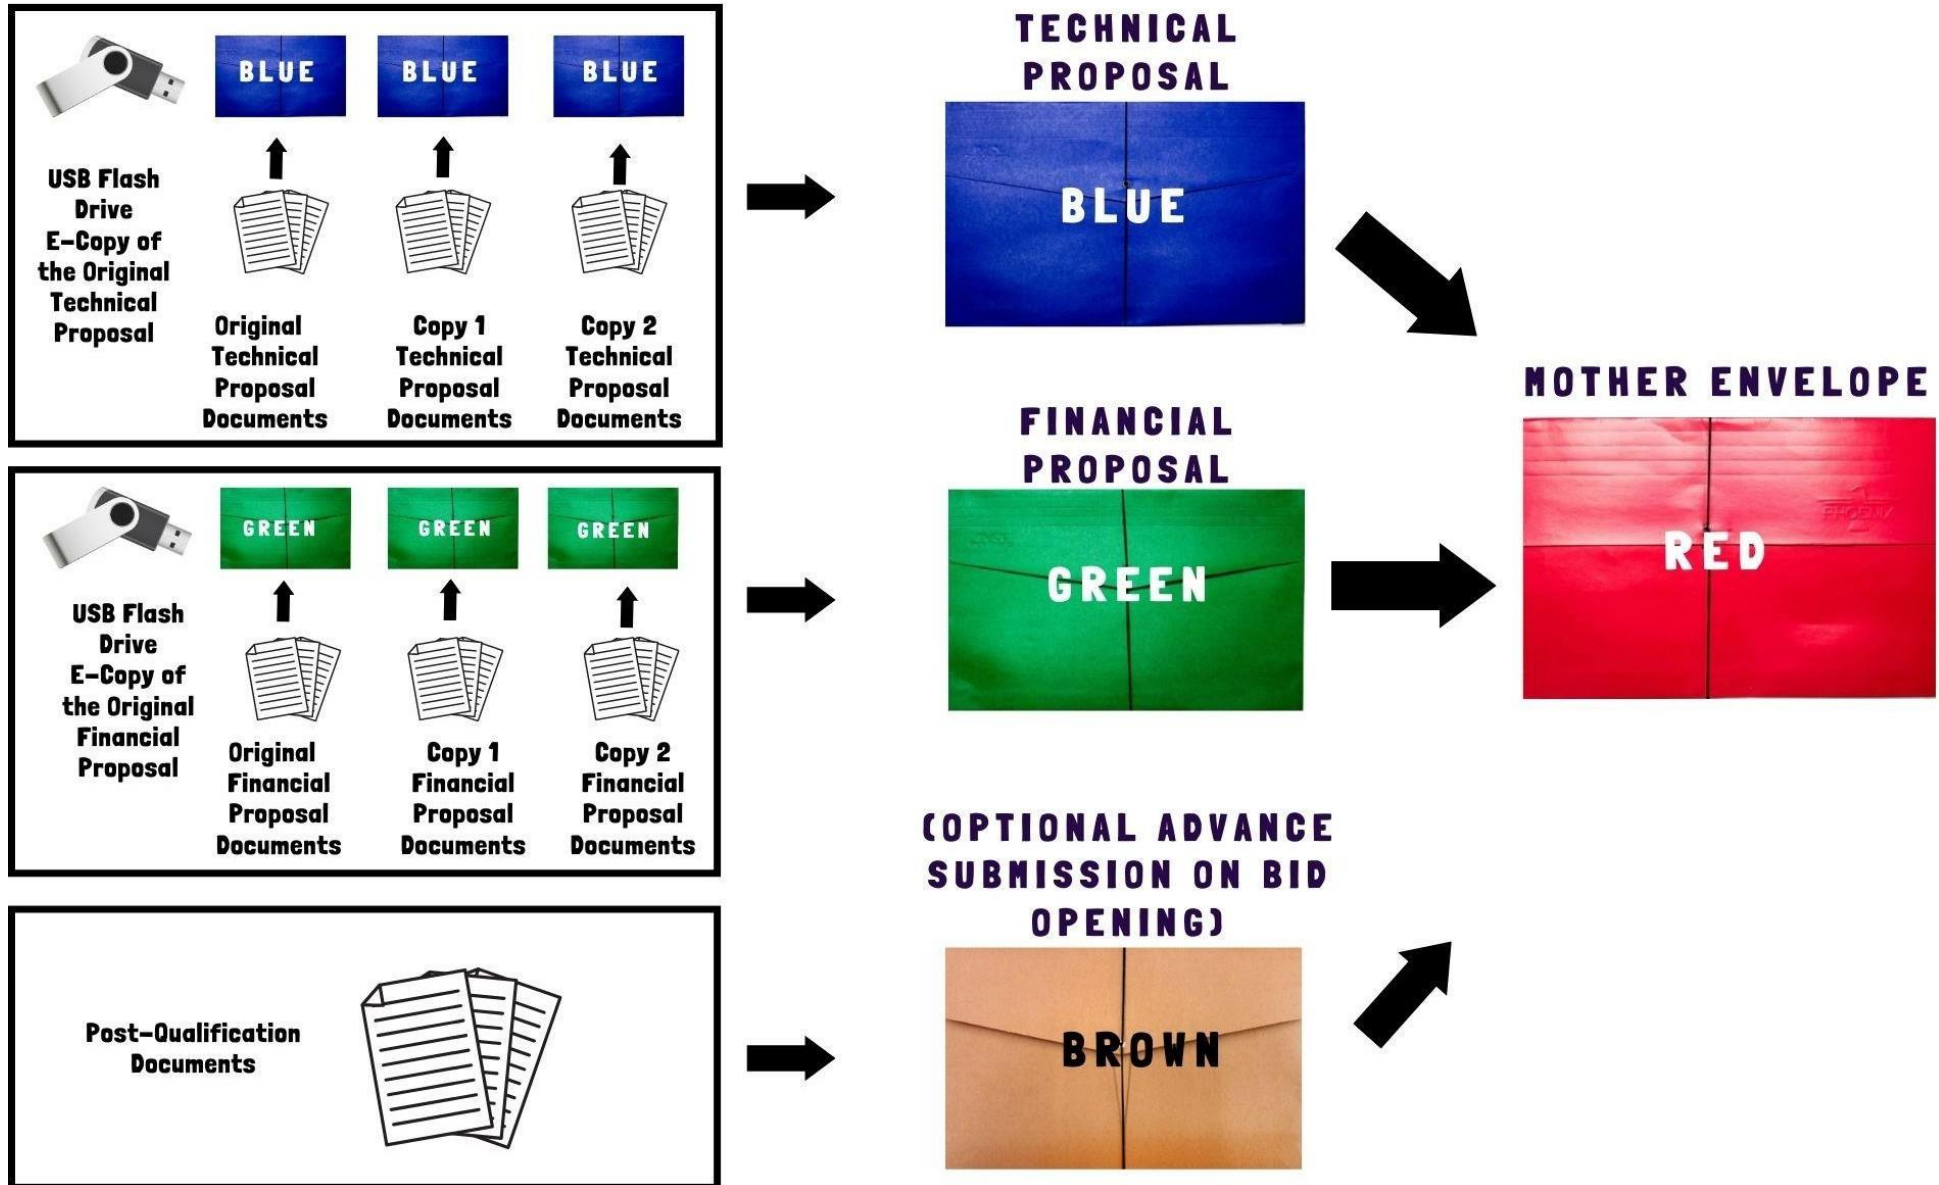 BLUE
BLUE
BLUE
USB Flash
Drive
E-Copy of
the Original
Technical
Proposal
Original
Technical
Proposal
Documents
Copy 1
Technical
Proposal
Documents
Copy 2
Technical
Proposal
Documents
TECHNICAL
PROPOSAL
BLUE
GREEN
GREEN
GREEN
USB Flash
Drive
E-Copy of
the Original
Financial
Proposal
Original
Financial
Proposal
Documents
Copy 1
Financial
Proposal
Documents
Copy 2
Financial
Proposal
Documents
FINANCIAL
PROPOSAL
GREEN
MOTHER ENVELOPE
PHOENIX
RED
Post-Qualification
Documents
(OPTIONAL ADVANCE
SUBMISSION ON BID
OPENING)
BROWN